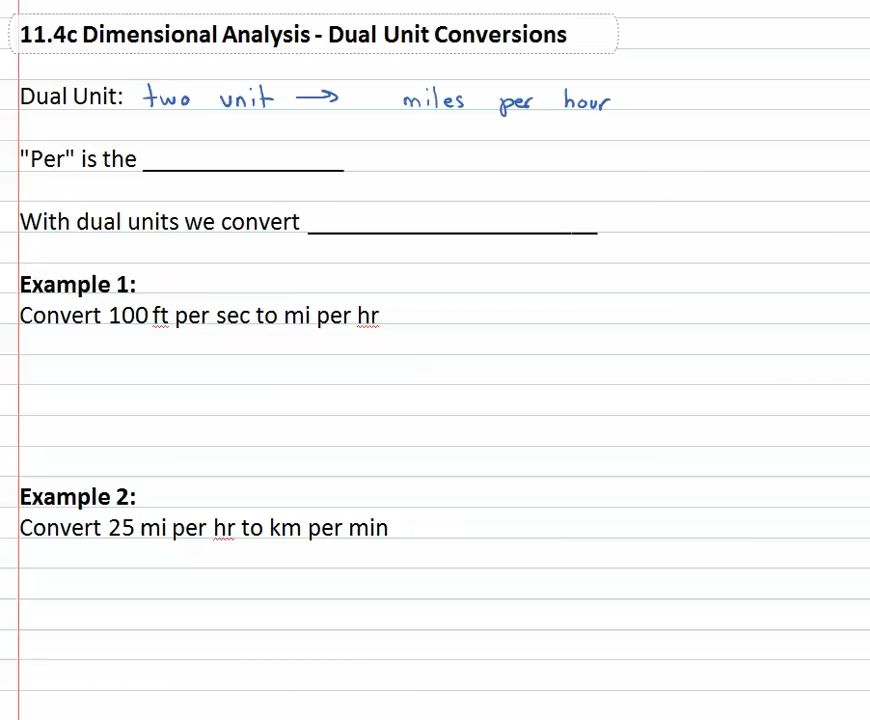 11.4c Dimensional Analysis - Dual Unit Conversions
Dual Unit: two unit → miles per hour
"Per" is the ________________
With dual units we convert _______________________
Example 1:
Convert 100 ft per sec to mi per hr
Example 2:
Convert 25 mi per hr to km per min